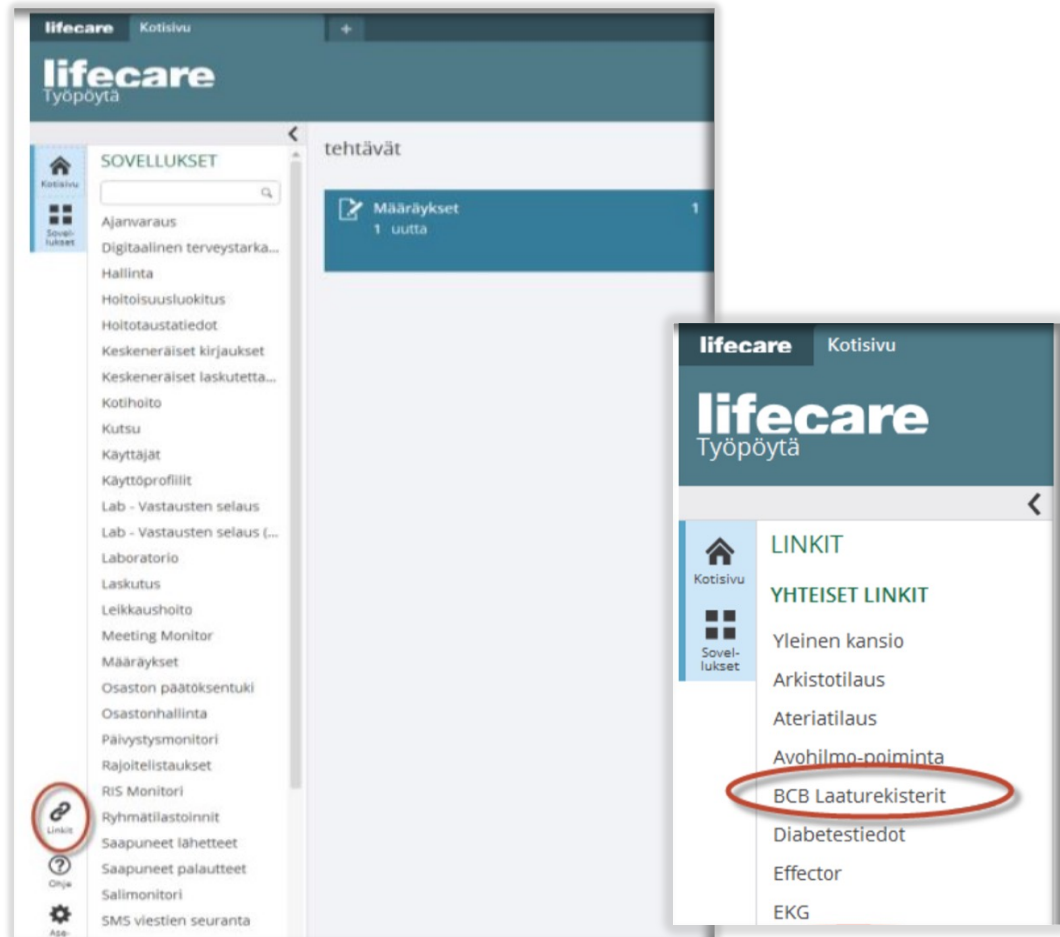 lifecare Kotisivu +
lifecare
Työpöytä
Kotisivu
Sovel-
lukset
SOVELLUKSET
Ajanvaraus
Digitaalinen terveystarka...
Hallinta
Hoitoisuusluokitus
Hoitotaustatiedot
Keskeneräiset kirjaukset
Keskeneräiset laskutetta...
Kotihoito
Kutsu
Käyttäjät
Käyttöprofiilit
Lab - Vastausten selaus
Lab - Vastausten selaus (...
Laboratorio
Laskutus
Leikkaushoito
Meeting Monitor
Määräykset
Osaston päätöksentuki
Osastonhallinta
Päivystysmonitori
Rajoitelistaukset
RIS Monitori
Ryhmätilastoinnit
Saapuneet lähetteet
Saapuneet palautteet
Salimonitori
SMS viestien seuranta
Linkit
Ohje
Ase-
tehtävät
Määräykset 1
1 uutta
lifecare Kotisivu
lifecare
Työpöytä
Kotisivu
Sovel-
lukset
LINKIT
YHTEISET LINKIT
Yleinen kansio
Arkistotilaus
Ateriatilaus
Avohilmo-poiminta
BCB Laaturekisterit
Diabetestiedot
Effector
EKG